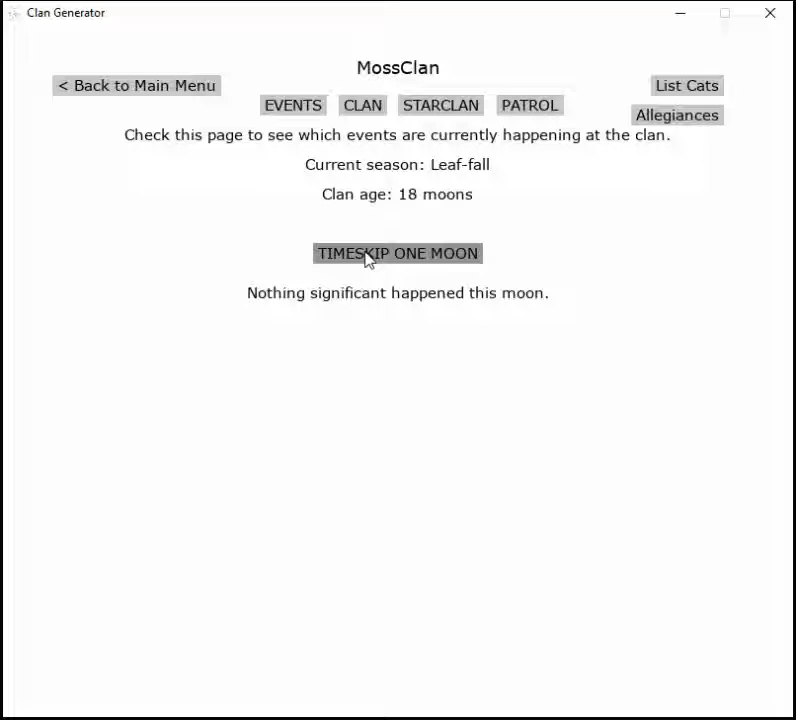 Clan Generator
MossClan
< Back to Main Menu
List Cats
EVENTS CLAN STARCLAN PATROL
Allegiances
Check this page to see which events are currently happening at the clan.
Current season: Leaf-fall
Clan age: 18 moons
TIMESKIP ONE MOON
Nothing significant happened this moon.